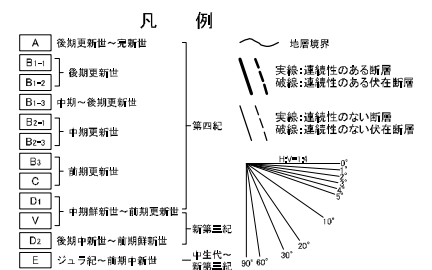 凡 例
A 後期更新世～完新世
B1-1
B1-2
後期更新世
B1-3 中期～後期更新世
B2-1
B2-3
中期更新世
B3
C
前期更新世
D1
V
中期鮮新世～前期更新世
D2 後期中新世～前期鮮新世
E ジュラ紀～前期中新世
第四紀
新第三紀
中生代～
新第三紀
地層境界
実線：連続性のある断層
破線：連続性のある伏在断層
実線：連続性のない断層
破線：連続性のない伏在断層
H:V=1:4
0°
1°
2°
3°
4°
5°
10°
20°
30°
60°
90°